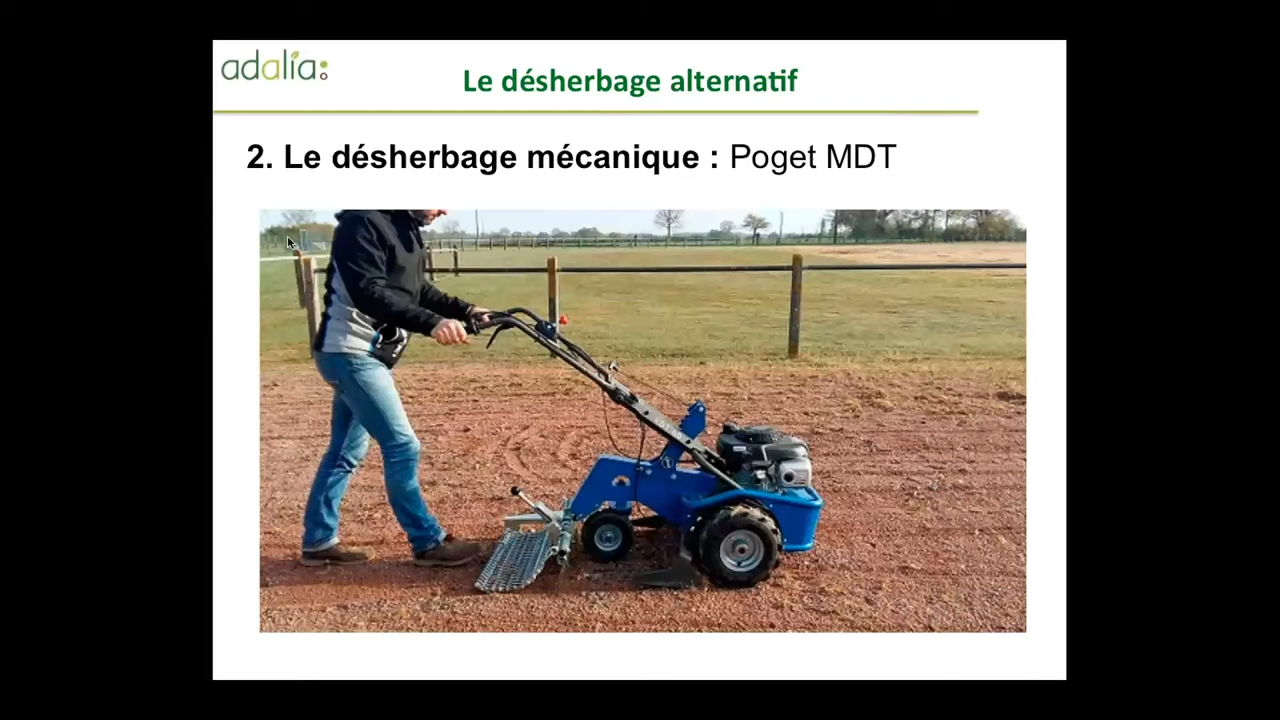 adalia
Le désherbage alternatif
2. Le désherbage mécanique : Poget MDT